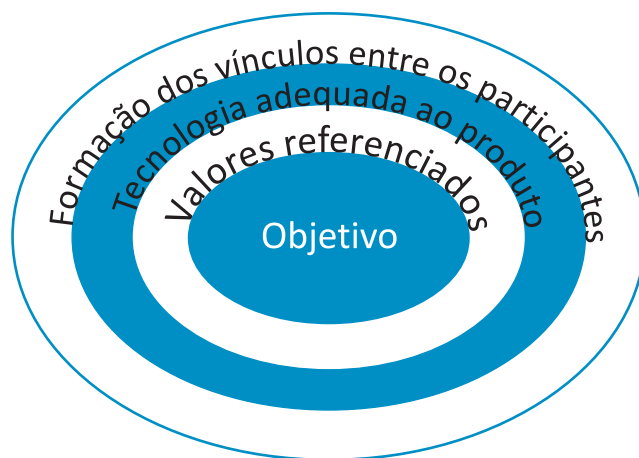 Formação dos vínculos entre os participantes
Tecnologia adequada ao produto
Valores referenciados
Objetivo